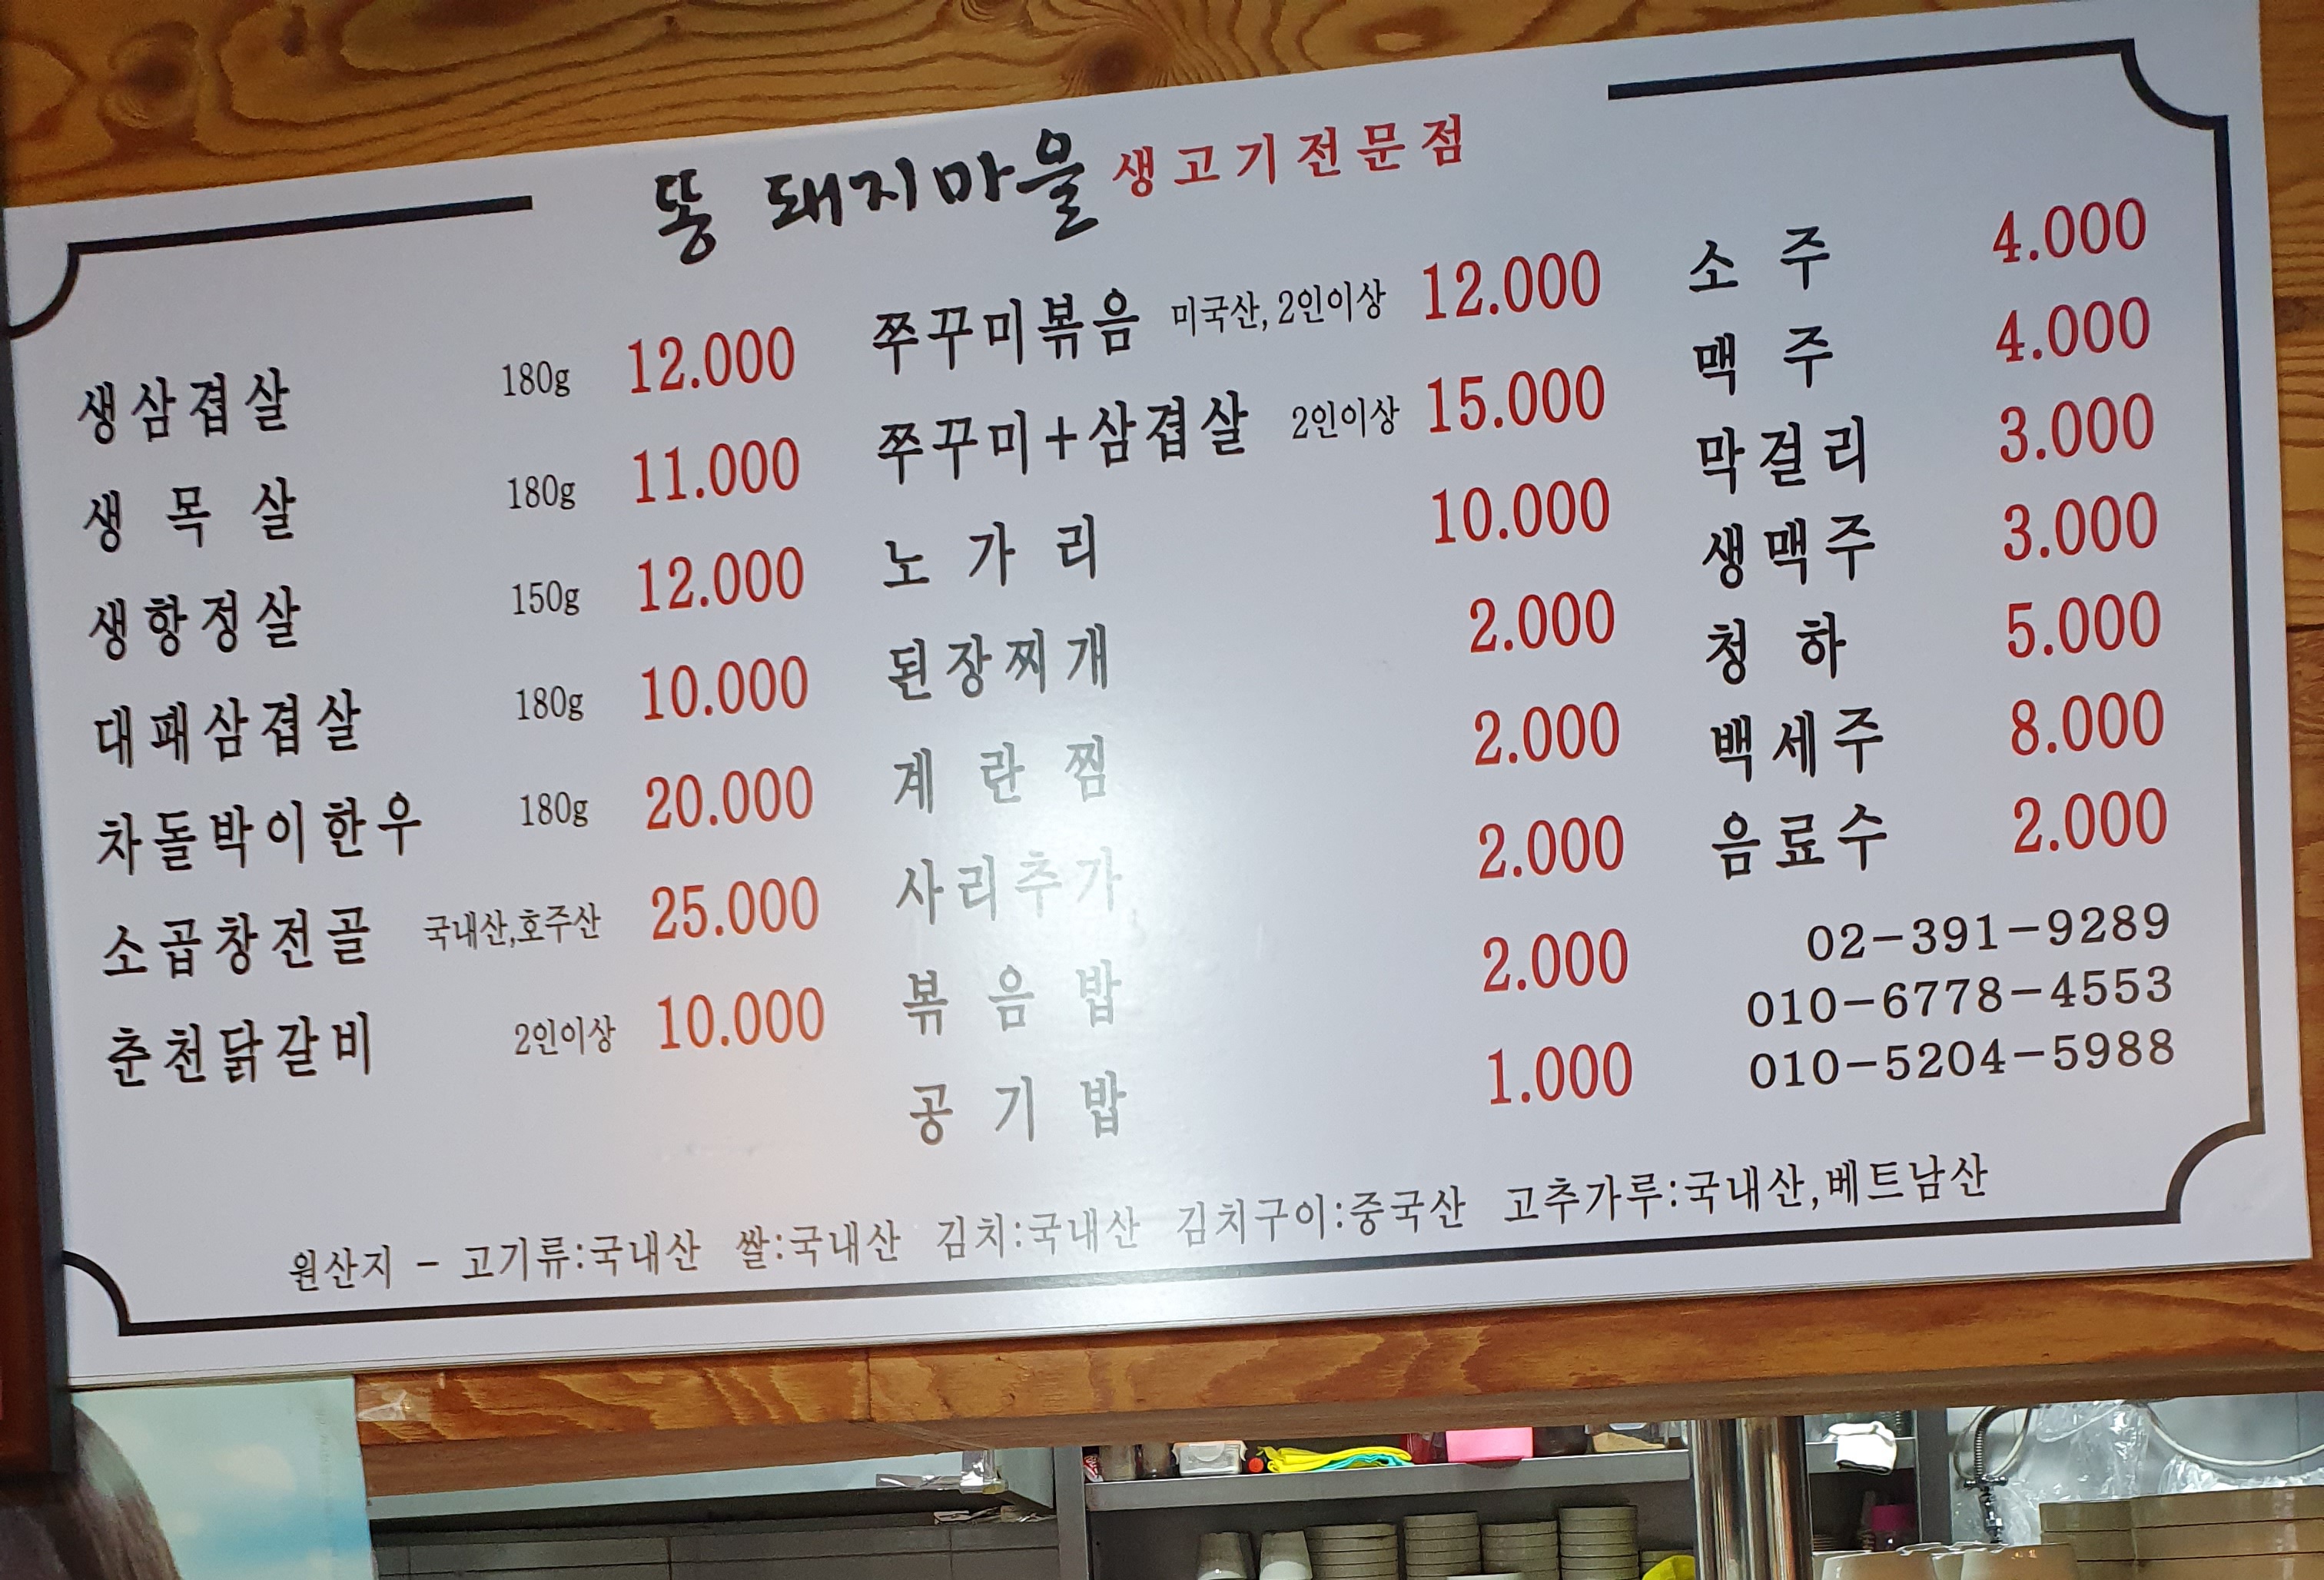 똥 돼지마을 생고기전문점
생삼겹살 180g 12.000
생 목 살 180g 11.000
생항정살 150g 12.000
대패삼겹살 180g 10.000
차돌박이한우 180g 20.000
소곱창전골 국내산,호주산 25.000
춘천닭갈비 2인이상 10.000
쭈꾸미볶음 미국산, 2인이상 12.000
쭈꾸미+삼겹살 2인이상 15.000
노 가 리 10.000
된장찌개 2.000
계 란 찜 2.000
사리추가 2.000
볶 음 밥 2.000
공 기 밥 1.000
소 주 4.000
맥 주 4.000
막걸리 3.000
생맥주 3.000
청 하 5.000
백세주 8.000
음료수 2.000
02-391-9289
010-6778-4553
010-5204-5988
원산지 - 고기류:국내산 쌀:국내산 김치:국내산 김치구이:중국산 고추가루:국내산,베트남산